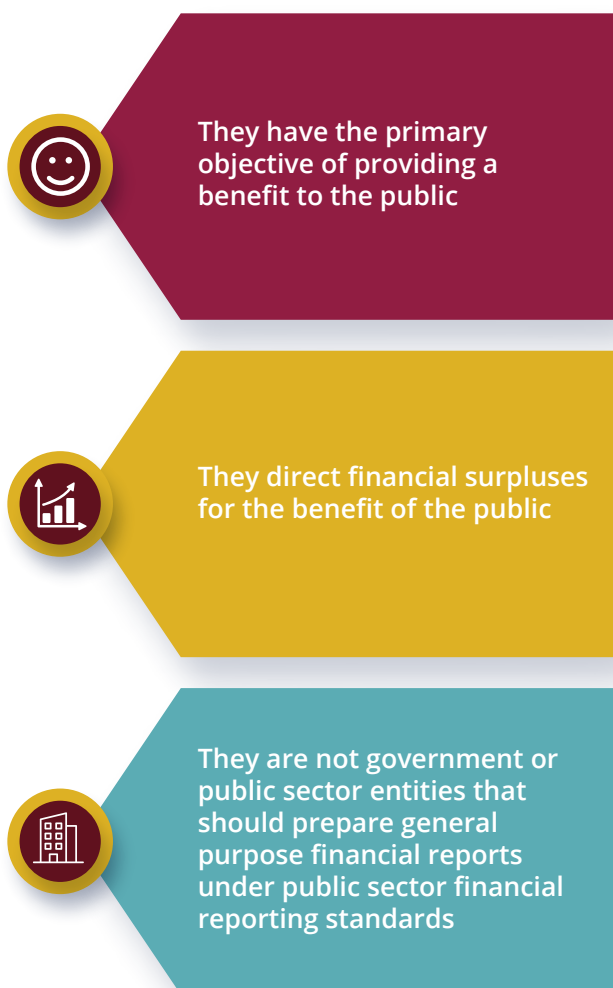 They have the primary
objective of providing a
benefit to the public
They direct financial surpluses
for the benefit of the public
They are not government or
public sector entities that
should prepare general
purpose financial reports
under public sector financial
reporting standards